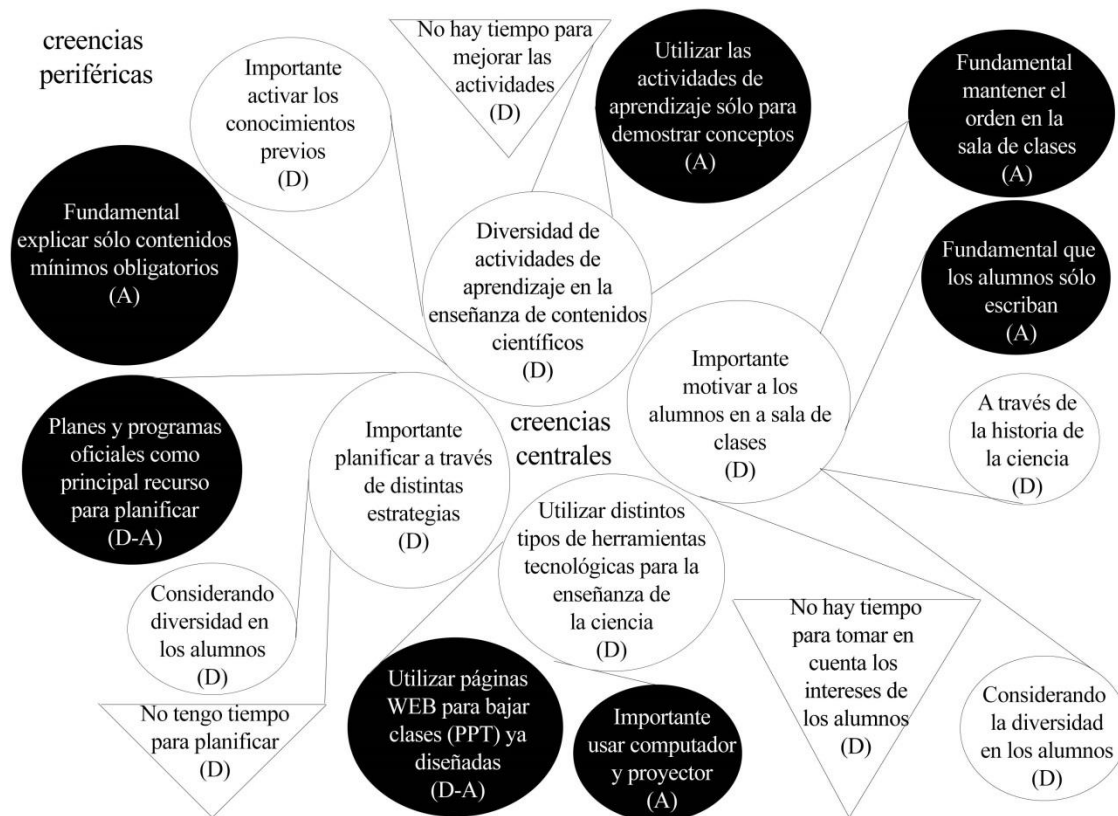 creencias
periféricas
Importante
activar los
conocimientos
previos
(D)
No hay tiempo para
mejorar las
actividades
(D)
Utilizar las
actividades de
aprendizaje sólo para
demostrar conceptos
(A)
Fundamental
mantener el
orden en la
sala de clases
(A)
Fundamental
explicar sólo contenidos
mínimos obligatorios
(A)
Diversidad de
actividades de
aprendizaje en la
enseñanza de contenidos
científicos
(D)
Fundamental que
los alumnos sólo
escriban
(A)
Importante
motivar a los
alumnos en a sala de
clases
(D)
Planes y programas
oficiales como
principal recurso
para planificar
(D-A)
Importante
planificar a través
de distintas
estrategias
(D)
creencias
centrales
A través de
la historia de
la ciencia
(D)
Utilizar distintos
tipos de herramientas
tecnológicas para la
enseñanza de
la ciencia
(D)
Considerando
diversidad en
los alumnos
(D)
No hay tiempo
para tomar en
cuenta los
intereses de
los alumnos
(D)
No tengo tiempo
para planificar
(D)
Utilizar páginas
WEB para bajar
clases (PPT) ya
diseñadas
(D-A)
Importante
usar computador
y proyector
(A)
Considerando
la diversidad
en los alumnos
(D)